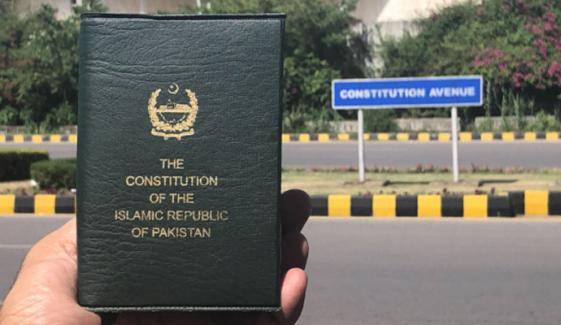 THE
CONSTITUTION
OF THE
ISLAMIC REPUBLIC
OF PAKISTAN
CONSTITUTION AVENUE